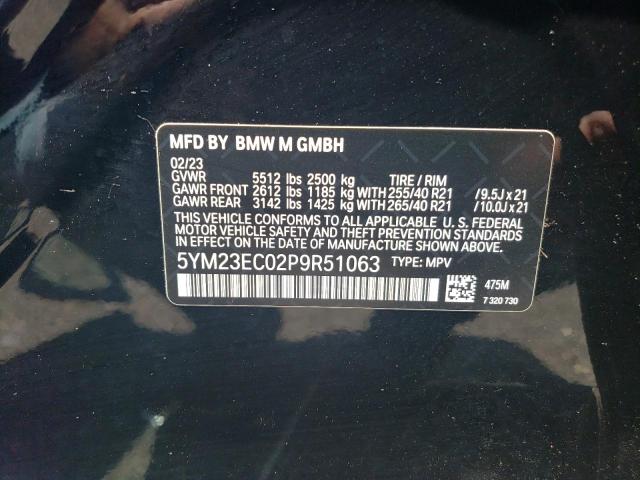 MFD BY BMW M GMBH
02/23
GVWR 5512 lbs 2500 kg TIRE / RIM
GAWR FRONT 2612 lbs 1185 kg WITH 255/40 R21 /9.5J x 21
GAWR REAR 3142 lbs 1425 kg WITH 265/40 R21 /10.0J x 21
THIS VEHICLE CONFORMS TO ALL APPLICABLE U. S. FEDERAL
MOTOR VEHICLE SAFETY AND THEFT PREVENTION STANDARDS
IN EFFECT ON THE DATE OF MANUFACTURE SHOWN ABOVE.
5YM23EC02P9R51063 TYPE: MPV
475M
7 320 730